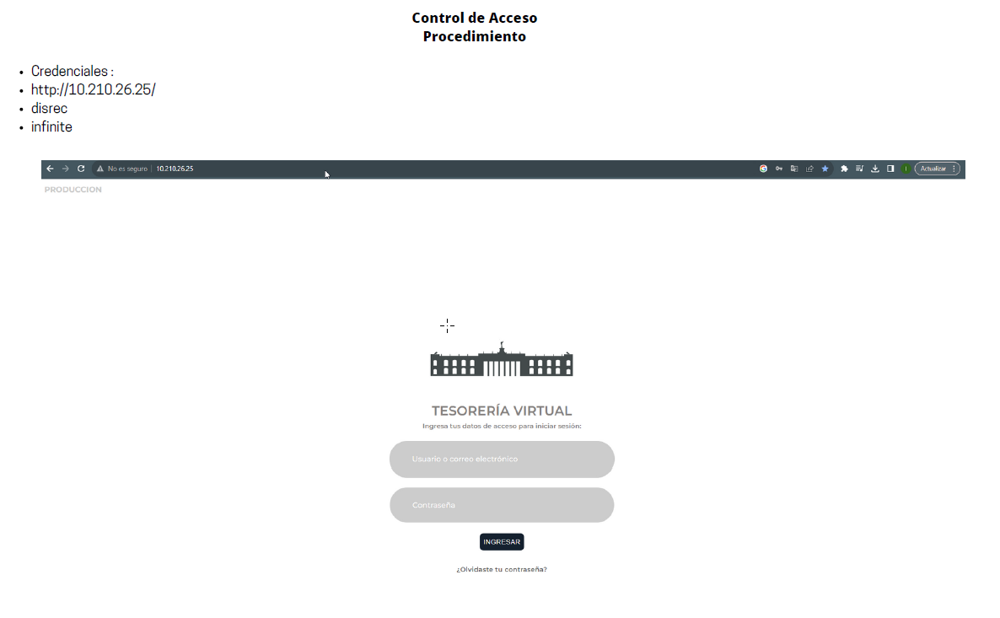 Control de Acceso
Procedimiento
• Credenciales :
• http://10.210.26.25/
• disrec
• infinite
No es seguro | 10.210.26.25
Actualizar
PRODUCCION
TESORERÍA VIRTUAL
Ingresa tus datos de acceso para iniciar sesión:
Usuario o correo electrónico
Contraseña
INGRESAR
¿Olvidaste tu contraseña?